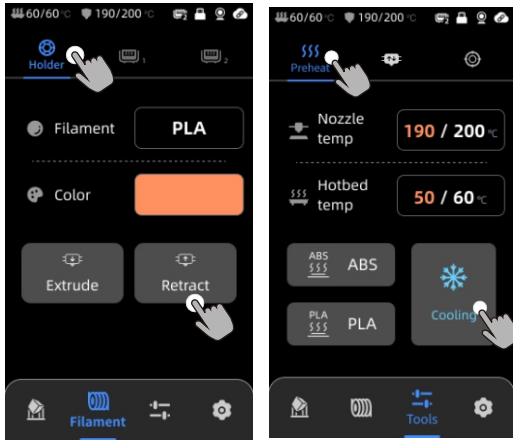 60/60 °C 190/200 °C
Holder 1 2
Filament PLA
Color
Extrude Retract
Filament
60/60 °C 190/200 °C
Preheat
Nozzle
temp
190 / 200 °C
Hotbed
temp
50 / 60 °C
ABS
ABS
PLA
PLA
Cooling
Tools